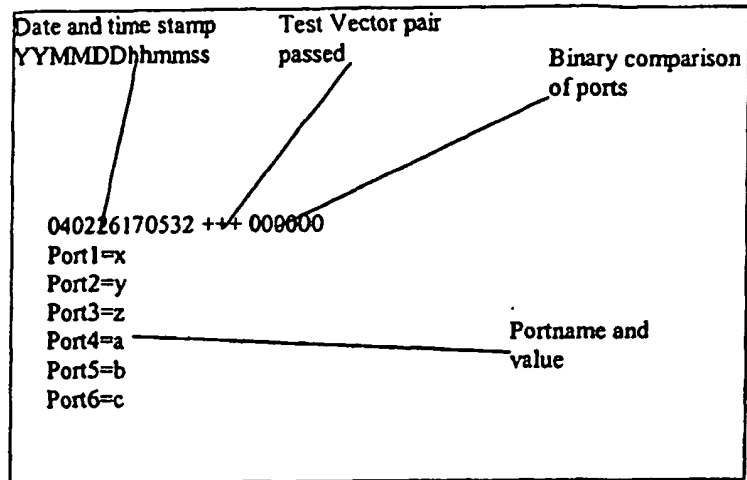 Date and time stamp
YYMMDDhhmmss
Test Vector pair
passed
Binary comparison
of ports
040226170532 +++ 000000
Port1=x
Port2=y
Port3=z
Port4=a
Port5=b
Port6=c
Portname and
value